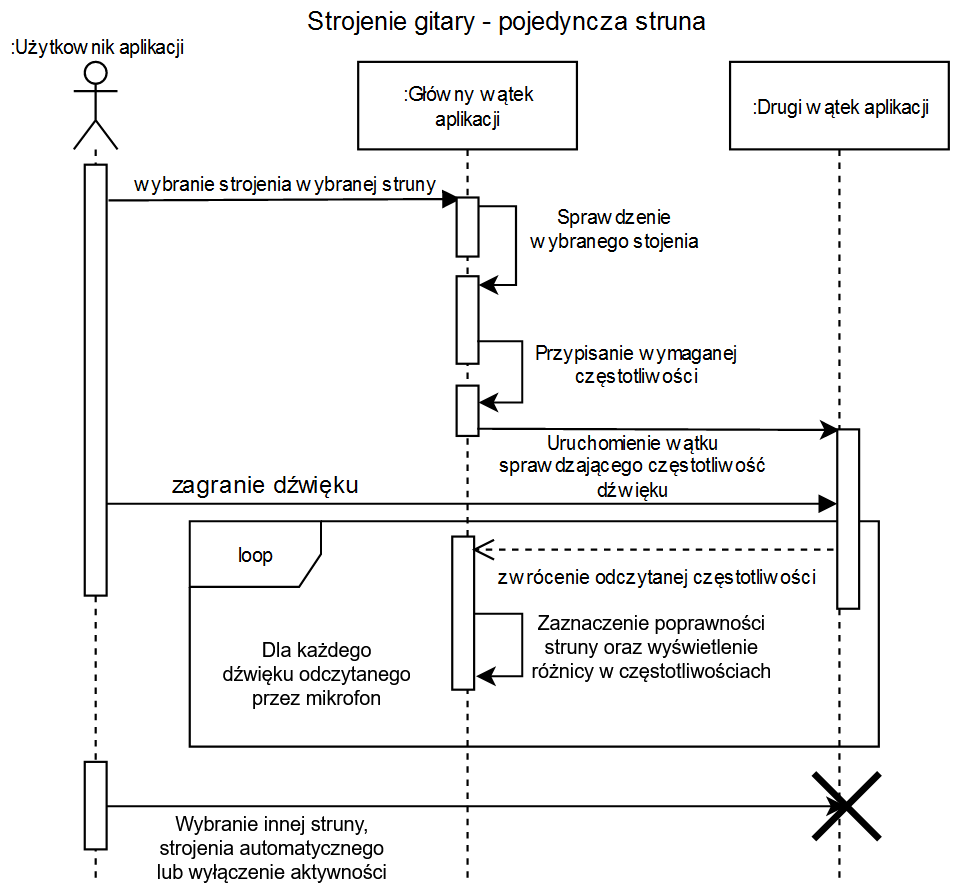 Strojenie gitary - pojedyncza struna
:Użytkownik aplikacji
:Główny wątek
aplikacji
:Drugi wątek aplikacji
wybranie strojenia wybranej struny
Sprawdzenie
wybranego stojenia
Przypisanie wymaganej
częstotliwości
Uruchomienie wątku
sprawdzającego częstotliwość
dźwięku
zagranie dźwięku
loop
zwrócenie odczytanej częstotliwości
Zaznaczenie poprawności
struny oraz wyświetlenie
różnicy w częstotliwościach
Dla każdego
dźwięku odczytanego
przez mikrofon
Wybranie innej struny,
strojenia automatycznego
lub wyłączenie aktywności